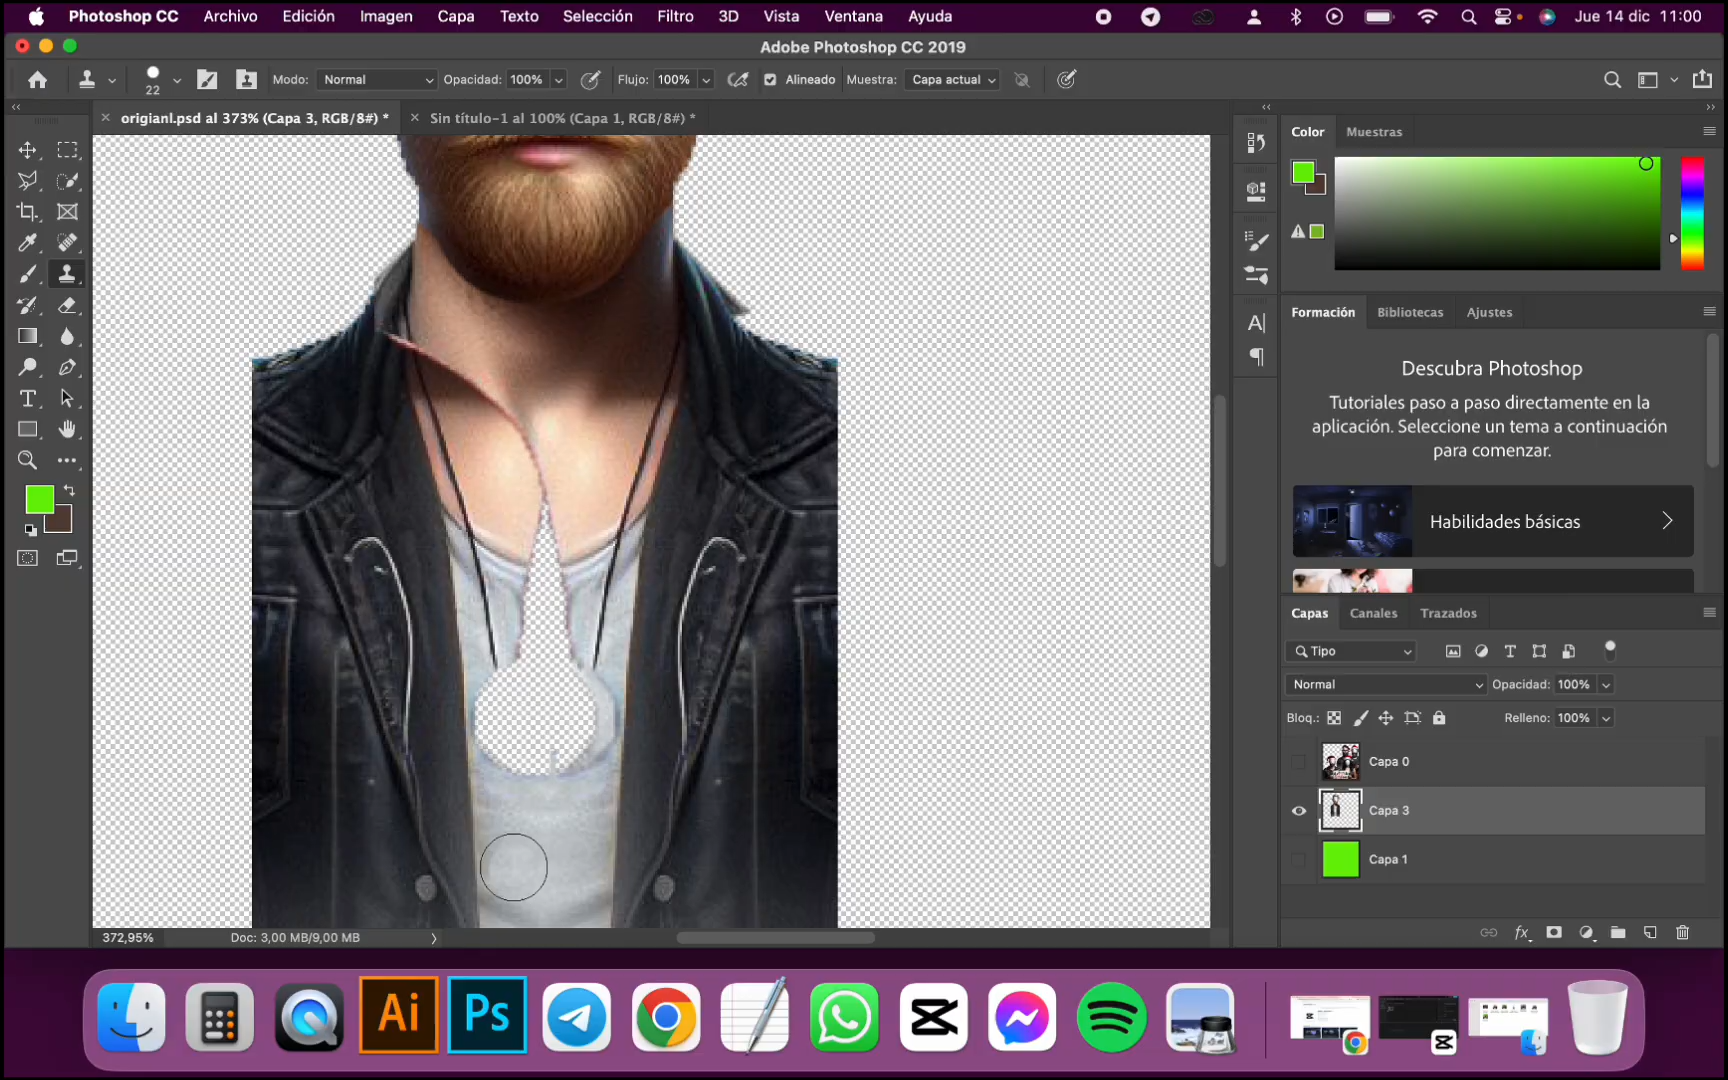 Photoshop CC Archivo Edición Imagen Capa Texto Selección Filtro 3D Vista Ventana Ayuda Jue 14 dic 11:00
Adobe Photoshop CC 2019
22 Modo: Normal Opacidad: 100% Flujo: 100% Alineado Muestra: Capa actual
origianl.psd al 373% (Capa 3, RGB/8#) * Sin título-1 al 100% (Capa 1, RGB/8#) *
Color Muestras
Formación Bibliotecas Ajustes
Descubra Photoshop
Tutoriales paso a paso directamente en la
aplicación. Seleccione un tema a continuación
para comenzar.
Habilidades básicas
Capas Canales Trazados
Tipo
Normal Opacidad: 100%
Bloq.: Relleno: 100%
Capa 0
Capa 3
Capa 1
fx
372,95% Doc: 3,00 MB/9,00 MB
Ai Ps